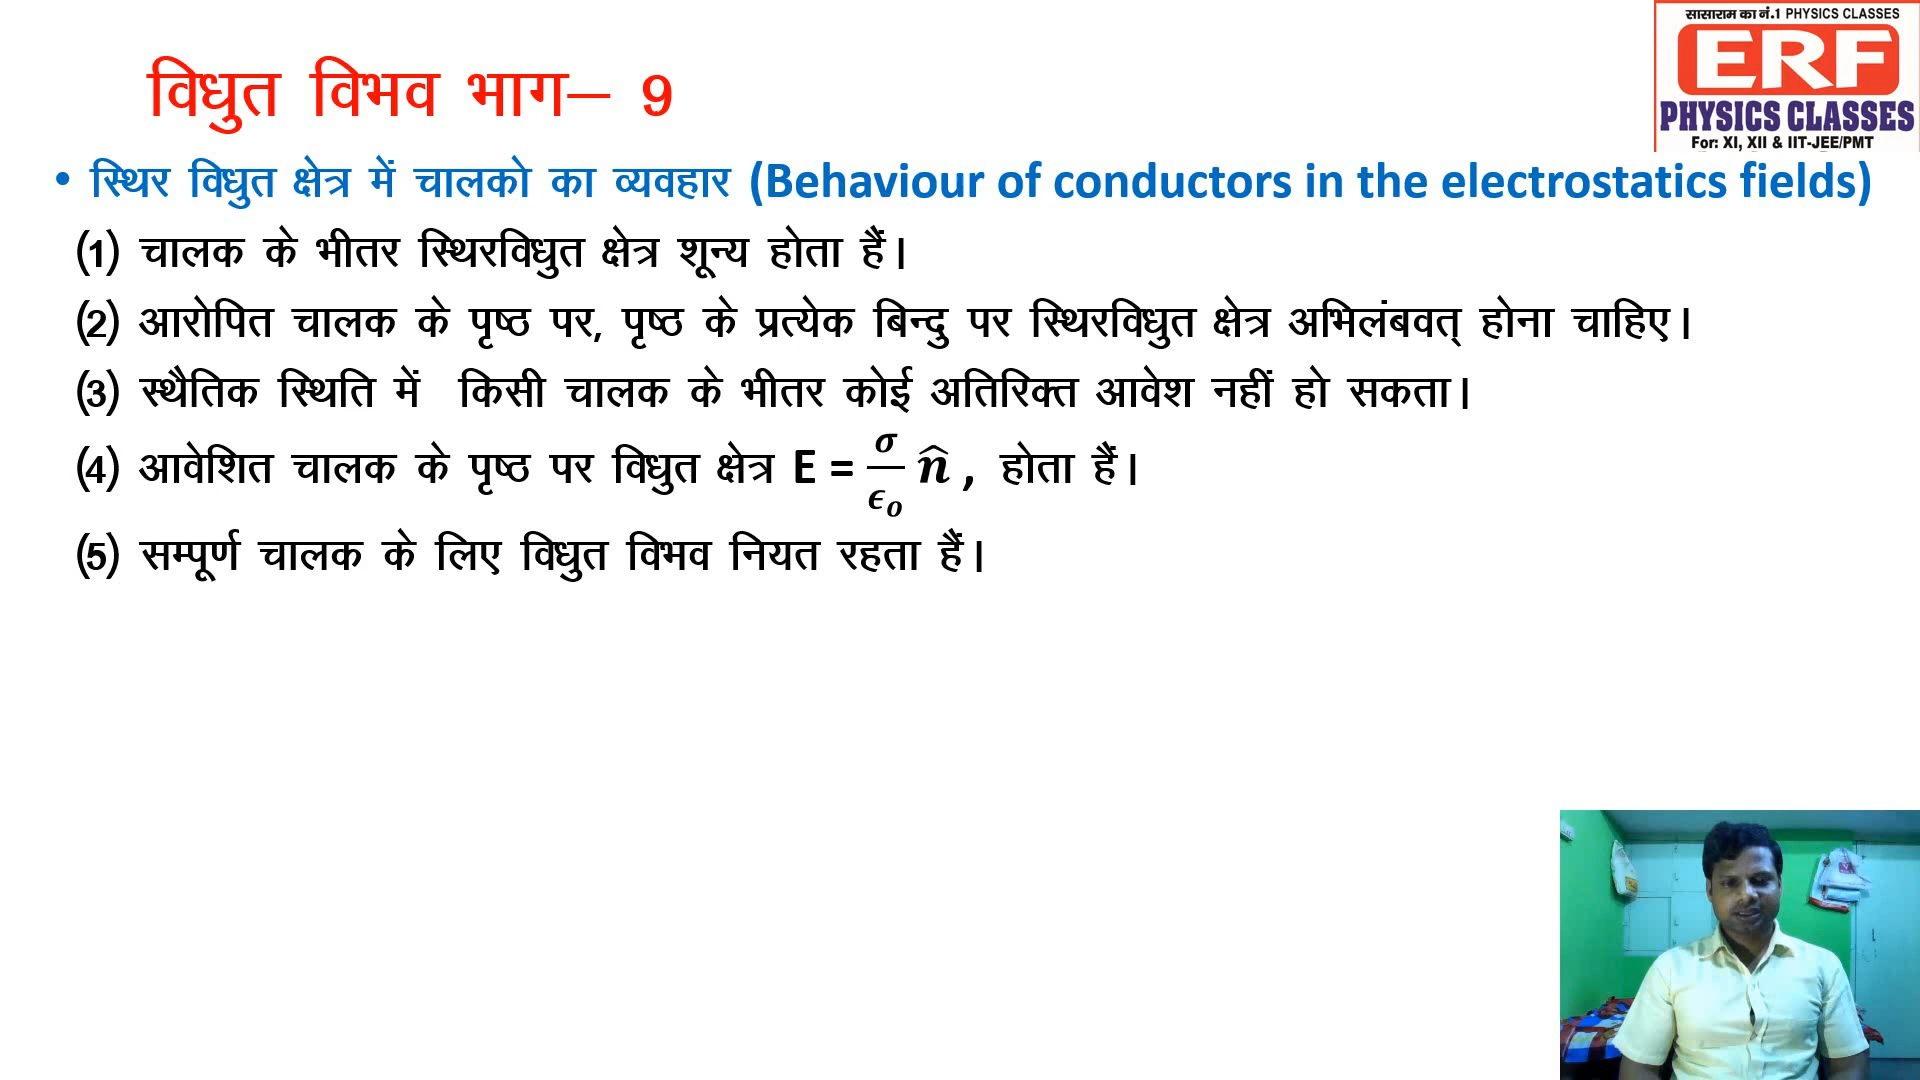 सासाराम का नं.1 PHYSICS CLASSES
ERF
PHYSICS CLASSES
For: XI, XII & IIT-JEE/PMT
विधुत विभव भाग– 9
• स्थिर विधुत क्षेत्र में चालको का व्यवहार (Behaviour of conductors in the electrostatics fields)
(1) चालक के भीतर स्थिरविधुत क्षेत्र शून्य होता हैं।
(2) आरोपित चालक के पृष्ठ पर, पृष्ठ के प्रत्येक बिन्दु पर स्थिरविधुत क्षेत्र अभिलंबवत् होना चाहिए।
(3) स्थैतिक स्थिति में किसी चालक के भीतर कोई अतिरिक्त आवेश नहीं हो सकता।
(4) आवेशित चालक के पृष्ठ पर विधुत क्षेत्र E = σ/ϵₒ n̂ , होता हैं।
(5) सम्पूर्ण चालक के लिए विधुत विभव नियत रहता हैं।